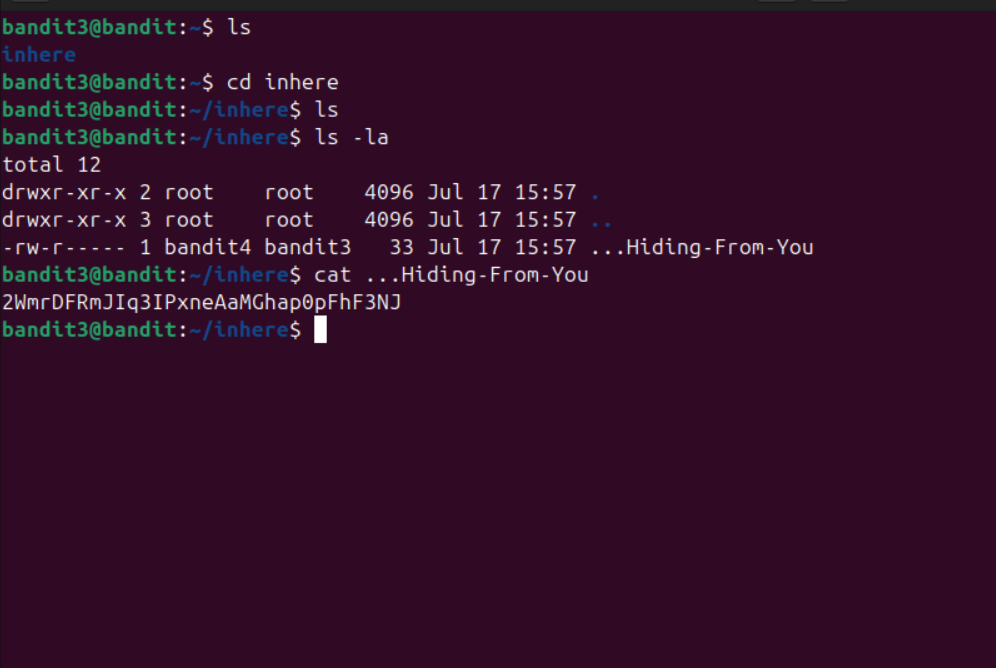 bandit3@bandit:~$ ls
inhere
bandit3@bandit:~$ cd inhere
bandit3@bandit:~/inhere$ ls
bandit3@bandit:~/inhere$ ls -la
total 12
drwxr-xr-x 2 root    root    4096 Jul 17 15:57 .
drwxr-xr-x 3 root    root    4096 Jul 17 15:57 ..
-rw-r----- 1 bandit4 bandit3   33 Jul 17 15:57 ...Hiding-From-You
bandit3@bandit:~/inhere$ cat ...Hiding-From-You
2WmrDFRmJIq3IPxneAaMGhap0pFhF3NJ
bandit3@bandit:~/inhere$